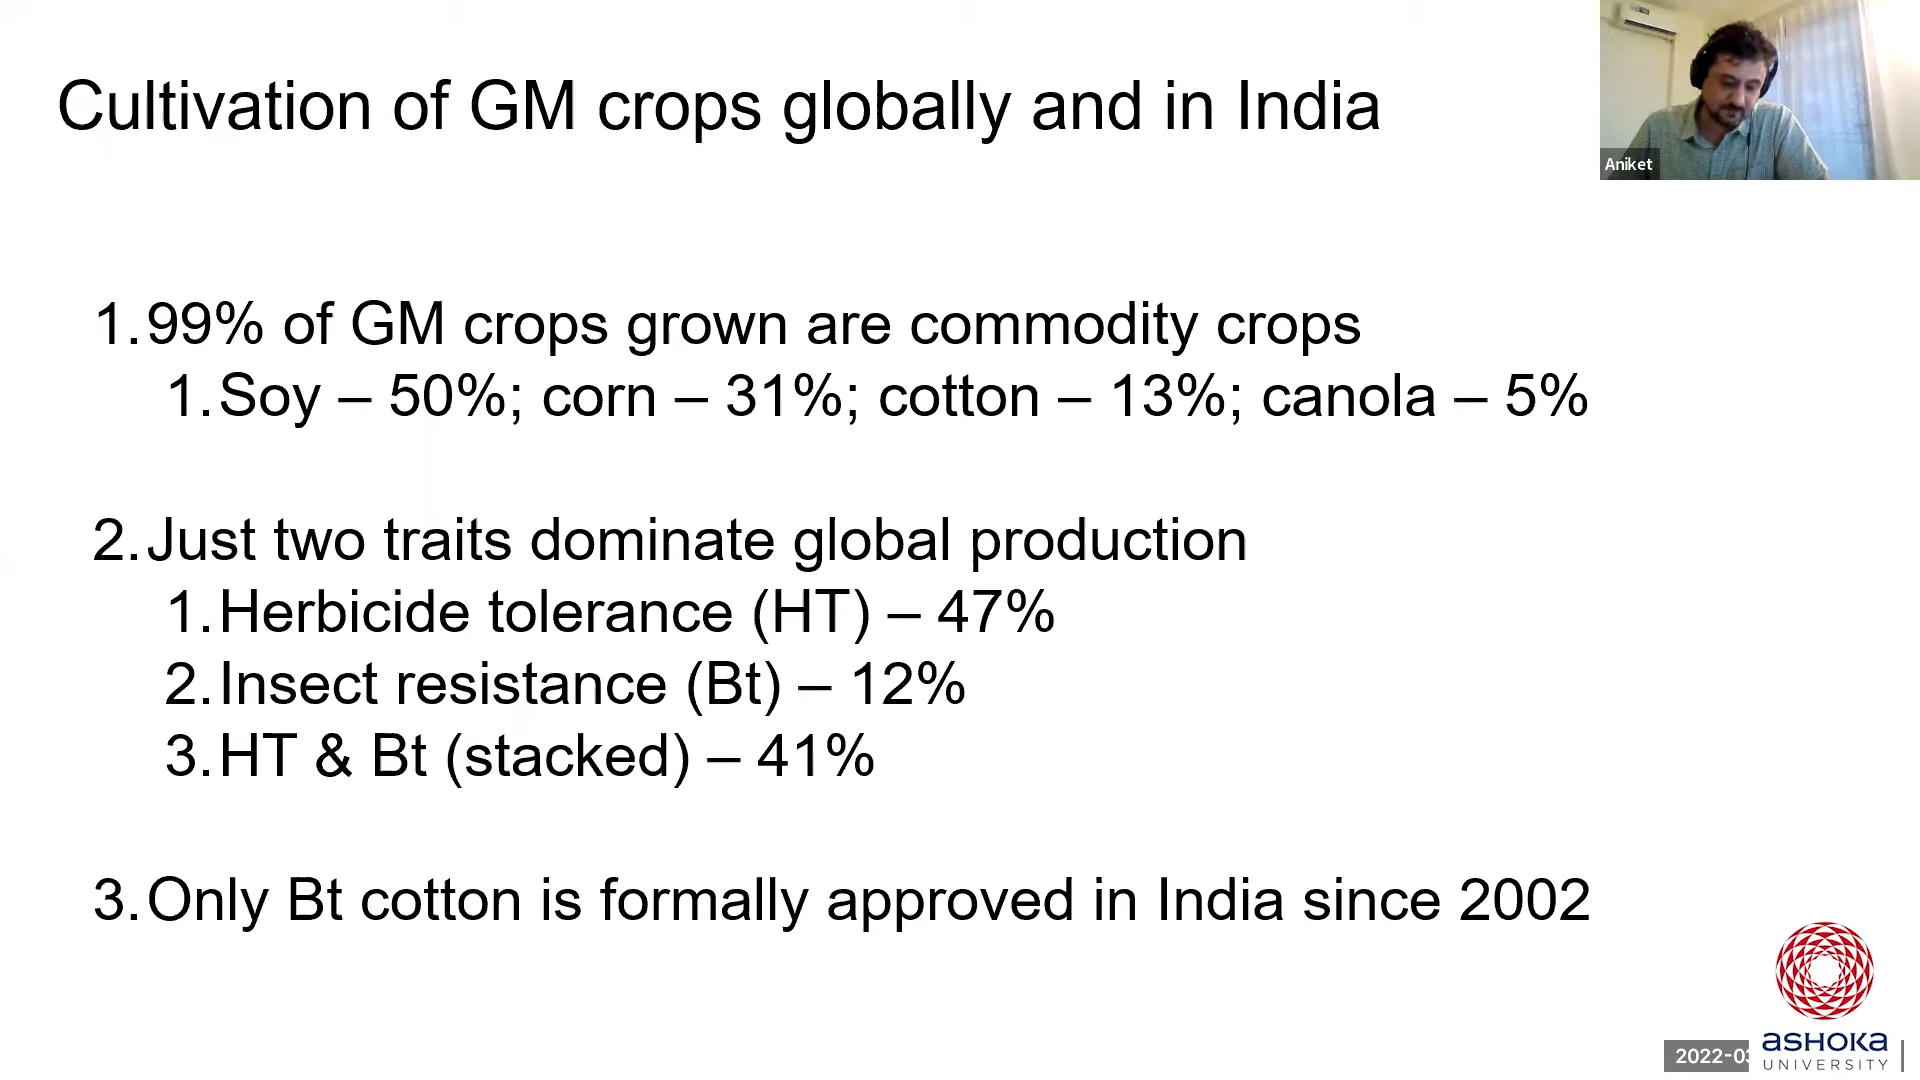 Cultivation of GM crops globally and in India
Aniket
1. 99% of GM crops grown are commodity crops
1. Soy – 50%; corn – 31%; cotton – 13%; canola – 5%
2. Just two traits dominate global production
1. Herbicide tolerance (HT) – 47%
2. Insect resistance (Bt) – 12%
3. HT & Bt (stacked) – 41%
3. Only Bt cotton is formally approved in India since 2002
2022-03
ASHOKA
UNIVERSITY